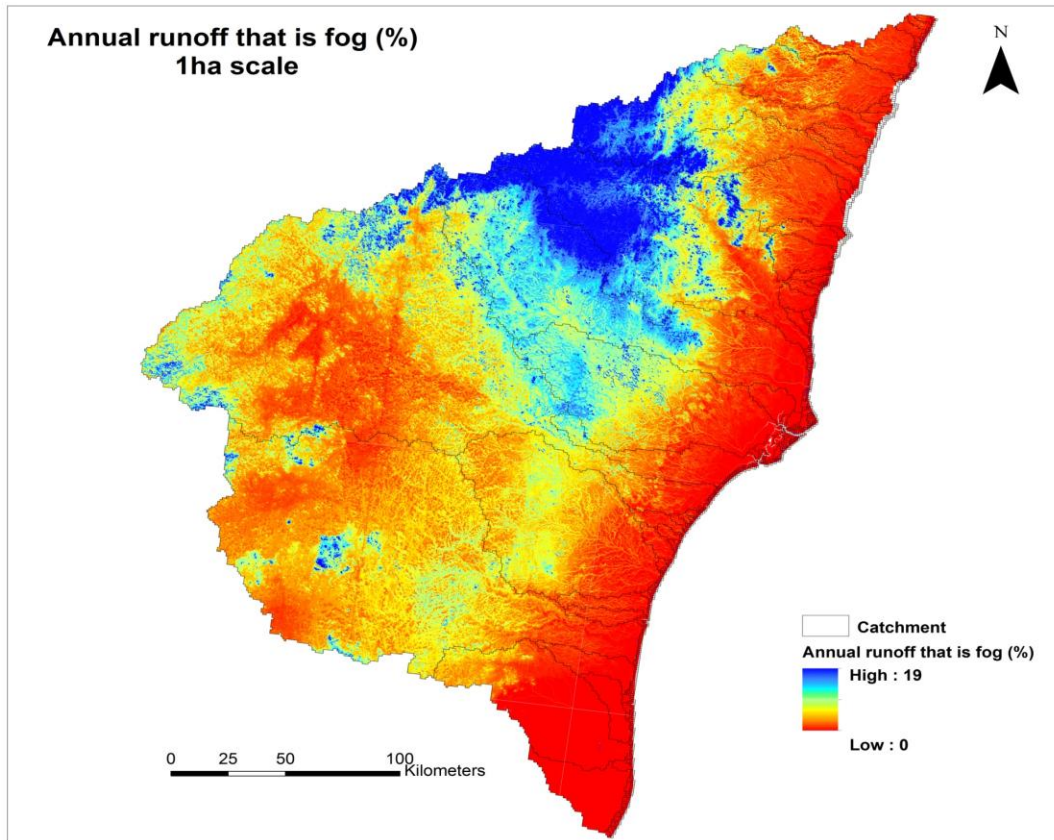 Annual runoff that is fog (%)
1ha scale
N
Catchment
Annual runoff that is fog (%)
High : 19
Low : 0
0 25 50 100
Kilometers